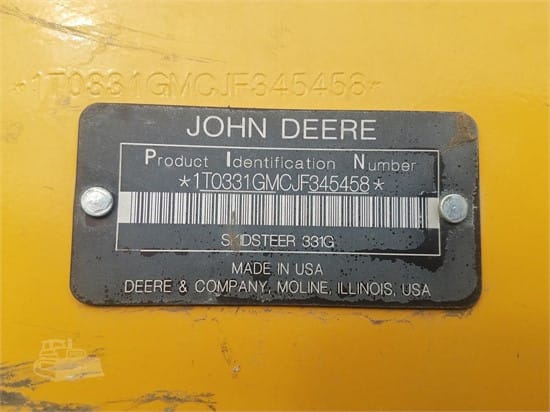 *1T0331GMCJF345458*
JOHN DEERE
Product Identification Number
*1T0331GMCJF345458*
SKIDSTEER 331G
MADE IN USA
DEERE & COMPANY, MOLINE, ILLINOIS, USA